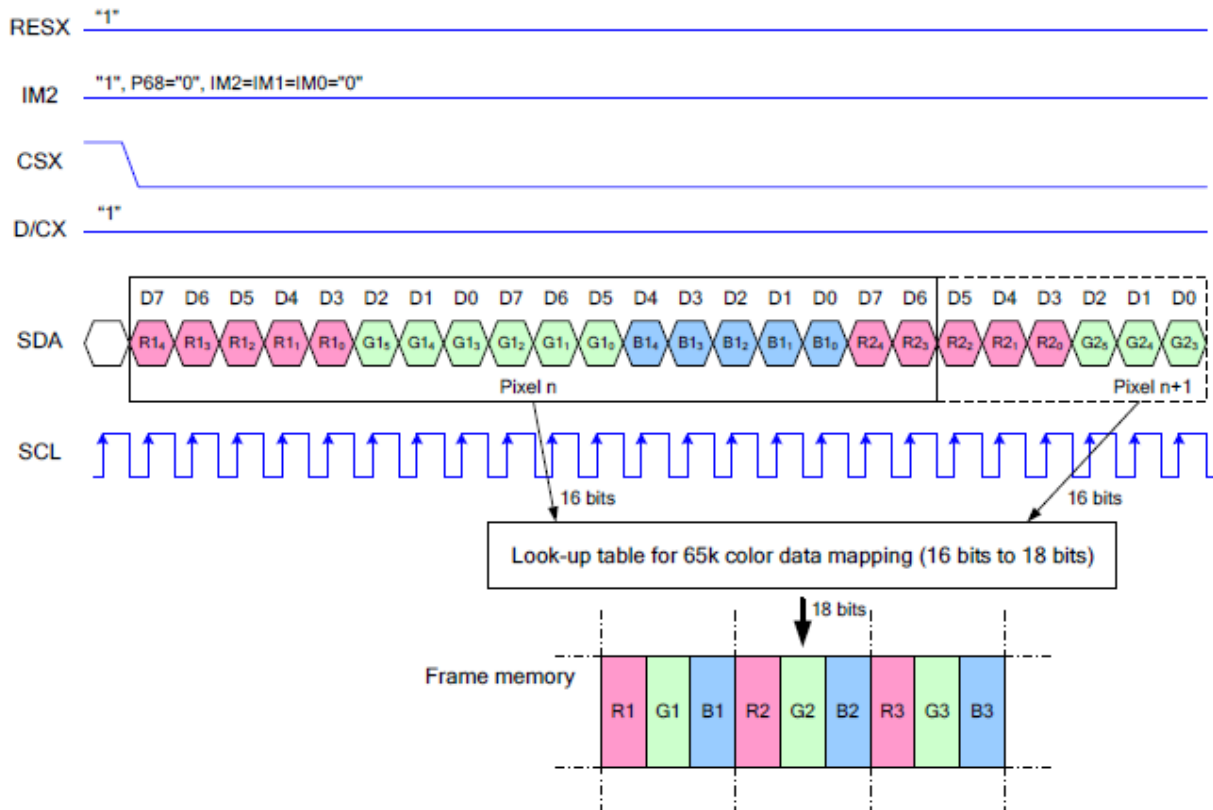 "1"
RESX
"1", P68="0", IM2=IM1=IM0="0"
IM2
CSX
"1"
D/CX
D7 D6 D5 D4 D3 D2 D1 D0 D7 D6 D5 D4 D3 D2 D1 D0 D7 D6 D5 D4 D3 D2 D1 D0
SDA R1₄ R1₃ R1₂ R1₁ R1₀ G1₅ G1₄ G1₃ G1₂ G1₁ G1₀ B1₄ B1₃ B1₂ B1₁ B1₀ R2₄ R2₃ R2₂ R2₁ R2₀ G2₅ G2₄ G2₃
Pixel n Pixel n+1
SCL
16 bits 16 bits
Look-up table for 65k color data mapping (16 bits to 18 bits)
18 bits
Frame memory
R1 G1 B1 R2 G2 B2 R3 G3 B3